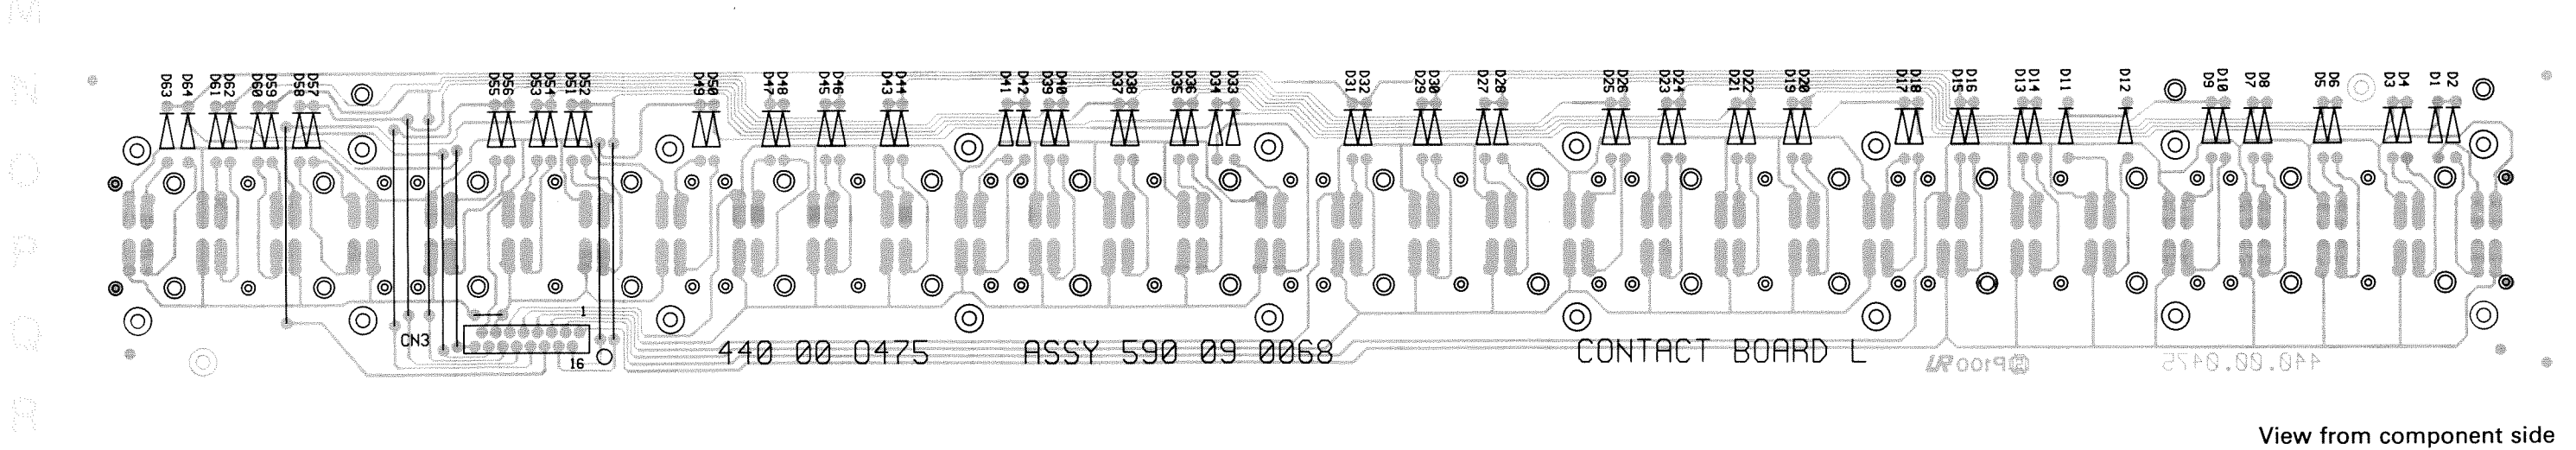 M
N
O
P
Q
R
D63 D64 D61 D62 D60 D59 D58 D57 D55 D56 D53 D54 D51 D52 D49 D50 D47 D48 D45 D46 D43 D44 D41 D42 D39 D40 D37 D38 D35 D36 D34 D33 D31 D32 D29 D30 D27 D28 D25 D26 D23 D24 D21 D22 D19 D20 D17 D18 D15 D16 D13 D14 D11 D12 D9 D10 D7 D8 D5 D6 D3 D4 D1 D2
1
CN3
16
440 00 0475 ASSY 590 09 0068 CONTACT BOARD L
440.00.0475
View from component side